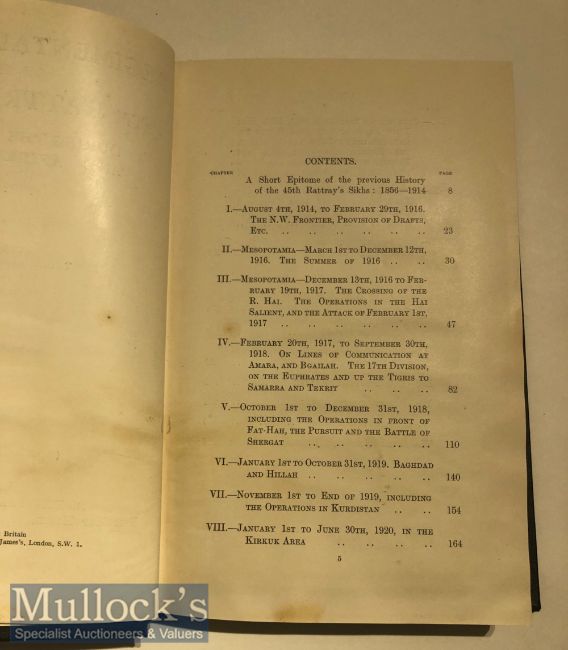 Britain
James's, London, S.W. 1.
CONTENTS.
CHAPTER PAGE
A Short Epitome of the previous History
of the 45th Rattray's Sikhs: 1856—1914 8
I.—August 4th, 1914, to February 29th, 1916.
The N.W. Frontier, Provision of Drafts,
Etc. .. .. .. .. .. .. 23
II.—Mesopotamia—March 1st to December 12th,
1916. The Summer of 1916 .. .. 30
III.—Mesopotamia—December 13th, 1916 to Feb-
ruary 19th, 1917. The Crossing of the
R. Hai. The Operations in the Hai
Salient, and the Attack of February 1st,
1917 .. .. .. .. .. .. 47
IV.—February 20th, 1917, to September 30th,
1918. On Lines of Communication at
Amara, and Bgailah. The 17th Division,
on the Euphrates and up the Tigris to
Samarra and Tekrit .. .. .. 82
V.—October 1st to December 31st, 1918,
including the Operations in front of
Fat-Hah, the Pursuit and the Battle of
Shergat .. .. .. .. .. 110
VI.—January 1st to October 31st, 1919. Baghdad
and Hillah .. .. .. .. .. 140
VII.—November 1st to End of 1919, including
the Operations in Kurdistan .. .. 154
VIII.—January 1st to June 30th, 1920, in the
Kirkuk Area .. .. .. .. 164
5
Mullock's
Specialist Auctioneers & Valuers